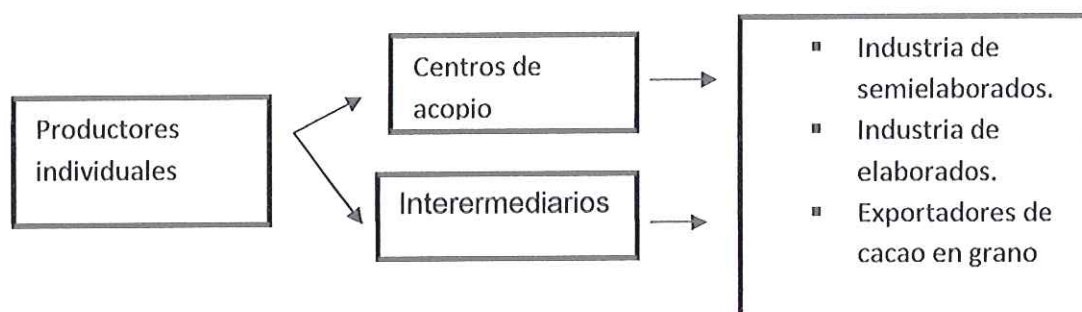 Productores
individuales
Centros de
acopio
Interermediarios
▪ Industria de
semielaborados.
▪ Industria de
elaborados.
▪ Exportadores de
cacao en grano